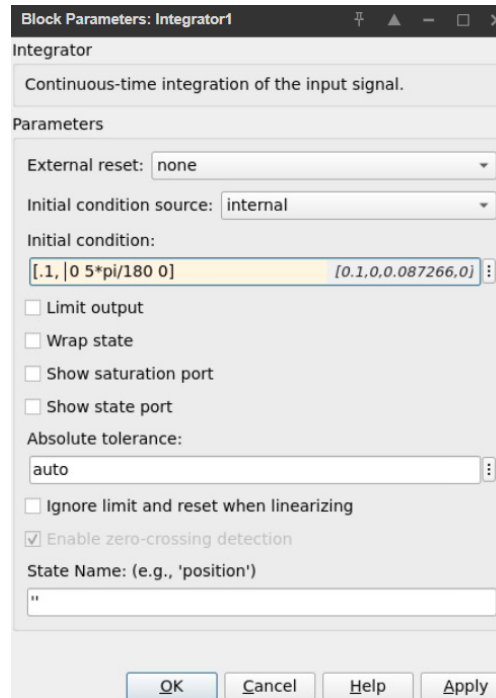 Block Parameters: Integrator1
Integrator
Continuous-time integration of the input signal.
Parameters
External reset: none
Initial condition source: internal
Initial condition:
[.1, 0 5*pi/180 0] [0.1,0,0.087266,0]
Limit output
Wrap state
Show saturation port
Show state port
Absolute tolerance:
auto
Ignore limit and reset when linearizing
Enable zero-crossing detection
State Name: (e.g., 'position')
''
OK Cancel Help Apply